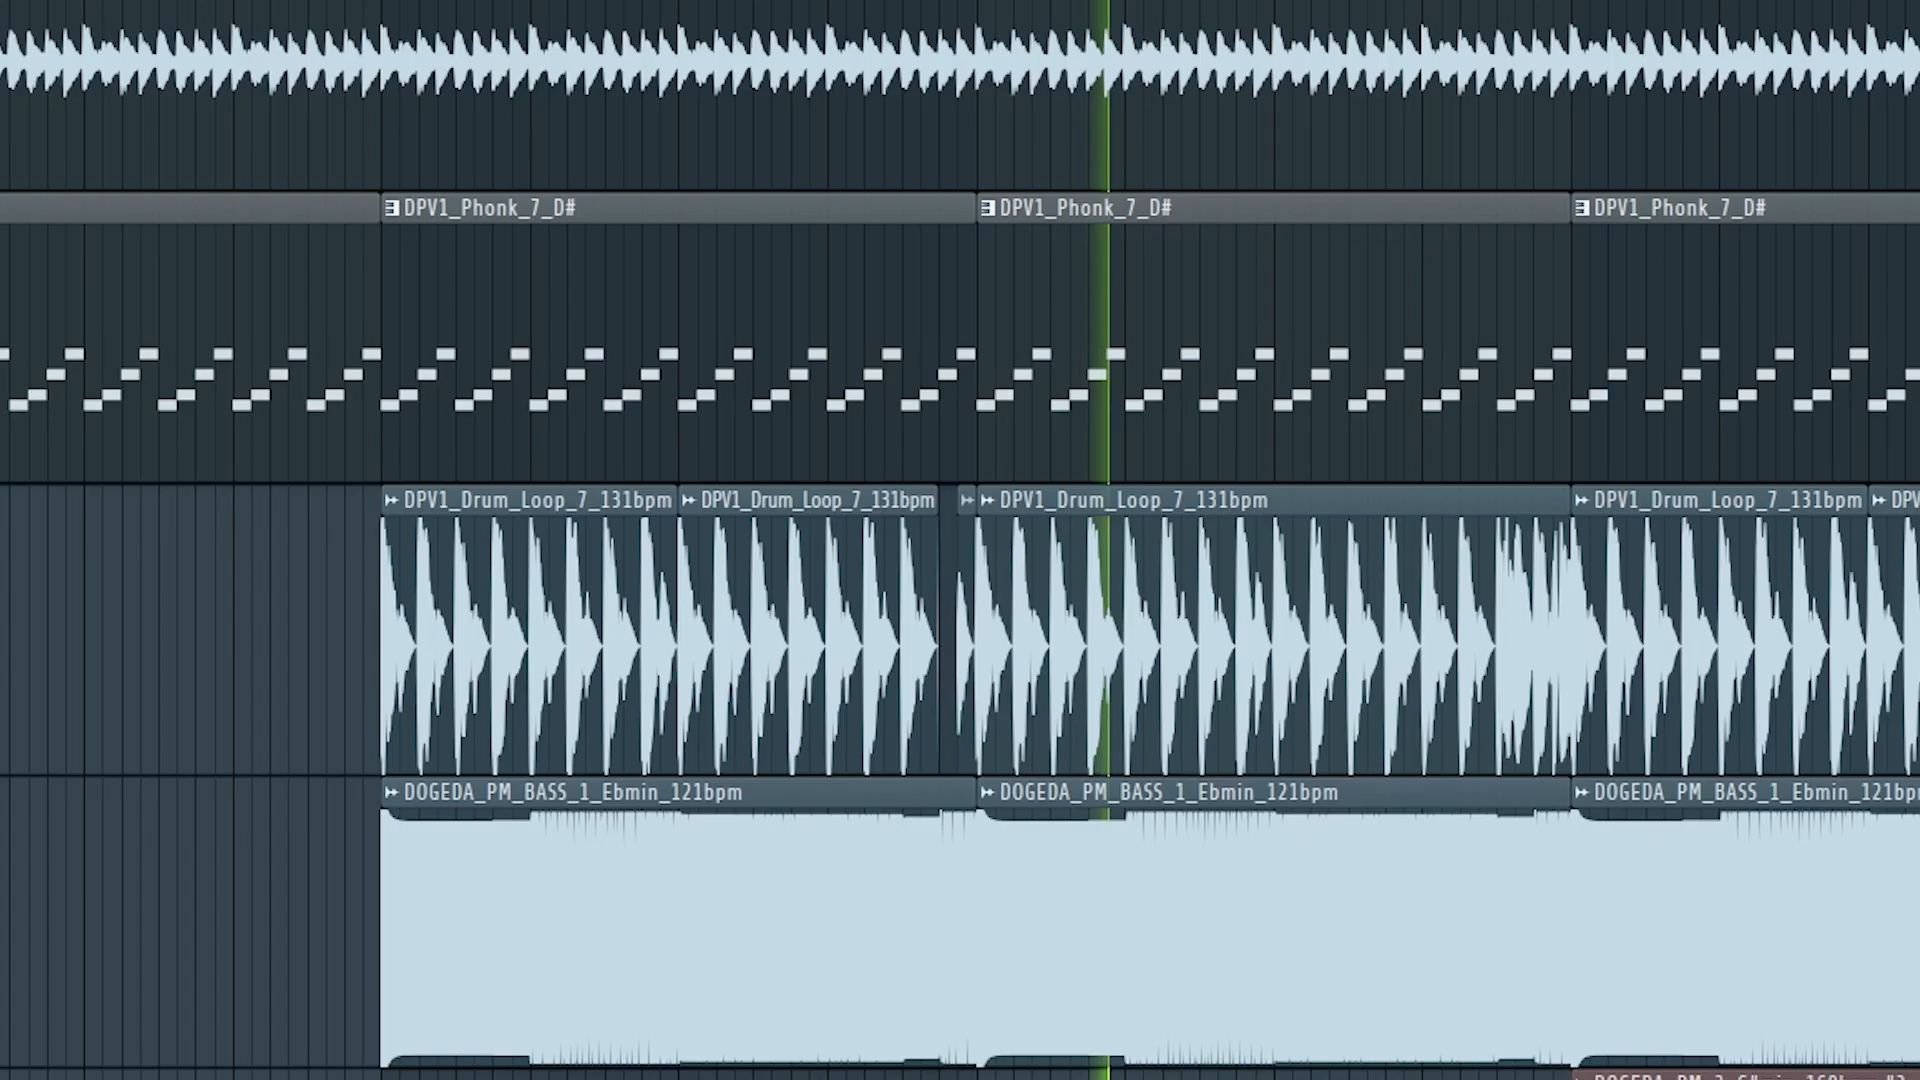 DPV1_Phonk_7_D# DPV1_Phonk_7_D# DPV1_Phonk_7_D#
DPV1_Drum_Loop_7_131bpm DPV1_Drum_Loop_7_131bpm DPV1_Drum_Loop_7_131bpm DPV1_Drum_Loop_7_131bpm DPV
DOGEDA_PM_BASS_1_Ebmin_121bpm DOGEDA_PM_BASS_1_Ebmin_121bpm DOGEDA_PM_BASS_1_Ebmin_121bp